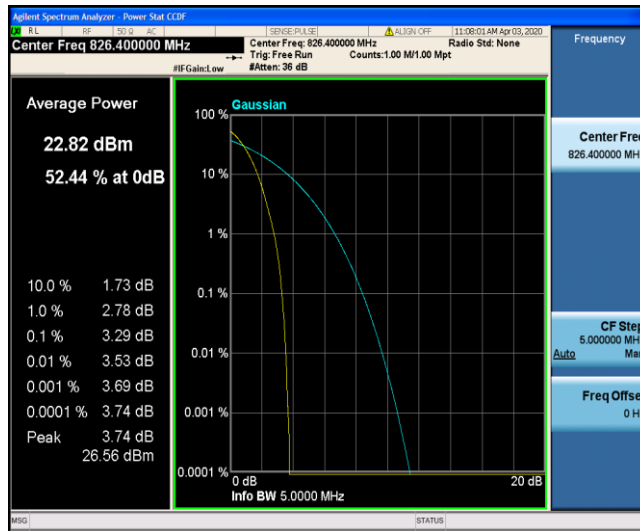 Agilent Spectrum Analyzer - Power Stat CCDF
RL RF 50 Ω AC SENSE:PULSE ALIGN OFF 11:08:01 AM Apr 03, 2020
Center Freq 826.400000 MHz
Center Freq: 826.400000 MHz Radio Std: None
Trig: Free Run Counts:1.00 M/1.00 Mpt
#IFGain:Low #Atten: 36 dB
Frequency
Average Power
22.82 dBm
52.44 % at 0dB
10.0 % 1.73 dB
1.0 % 2.78 dB
0.1 % 3.29 dB
0.01 % 3.53 dB
0.001 % 3.69 dB
0.0001 % 3.74 dB
Peak 3.74 dB
26.56 dBm
Gaussian
100 %
10 %
1 %
0.1 %
0.01 %
0.001 %
0.0001 %
0 dB 20 dB
Info BW 5.0000 MHz
Center Fre
826.400000 MH
CF Step
5.000000 MH
Auto Ma
Freq Offse
0 H
MSG STATUS